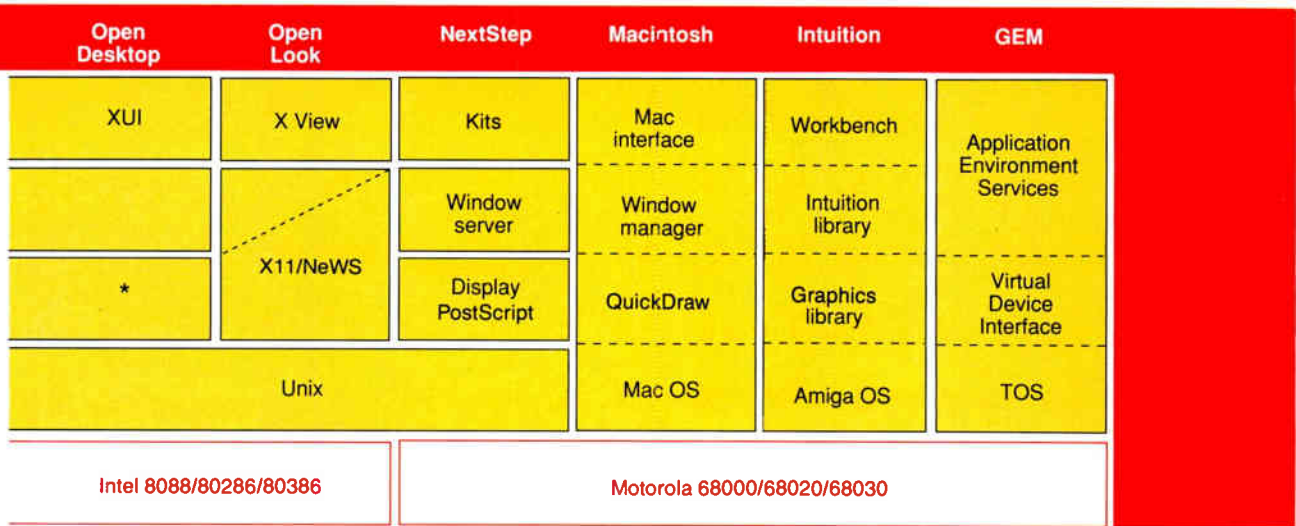 Open
Desktop
Open
Look
NextStep
Macintosh
Intuition
GEM
XUI
X View
Kits
Mac
interface
Workbench
Application
Environment
Services
Window
server
Window
manager
Intuition
library
X11/NeWS
*
Display
PostScript
QuickDraw
Graphics
library
Virtual
Device
Interface
Unix
Mac OS
Amiga OS
TOS
Intel 8088/80286/80386
Motorola 68000/68020/68030